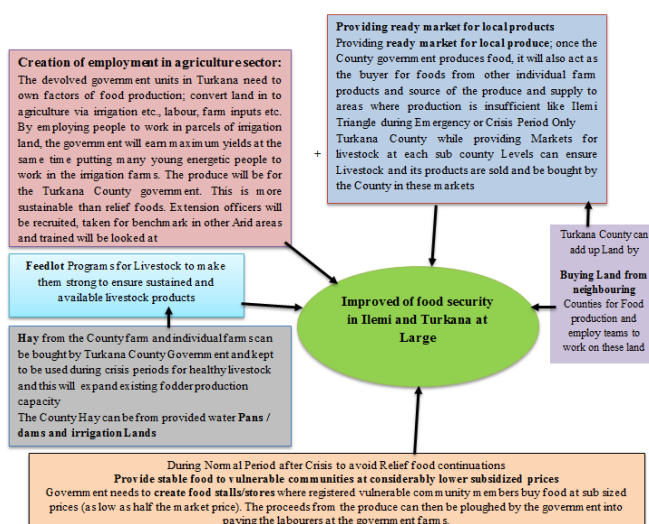 Creation of employment in agriculture sector:
The devolved government units in Turkana need to
own factors of food production; convert land in to
agriculture via irrigation etc., labour, farm inputs etc.
By employing people to work in parcels of irrigation
land, the government will earn maximum yields at the
same time putting many young energetic people to
work in the irrigation farms. The produce will be for
the Turkana County government. This is more
sustainable than relief foods. Extension officers will
be recruited, taken for benchmark in other Arid areas
and trained will be looked at
+
Providing ready market for local products
Providing ready market for local produce; once the
County government produces food, it will also act as
the buyer for foods from other individual farm
products and source of the produce and supply to
areas where production is insufficient like Ilemi
Triangle during Emergency or Crisis Period Only
Turkana County while providing Markets for
livestock at each sub county Levels can ensure
Livestock and its products are sold and be bought by
the County in these markets
Turkana County can
add up Land by
Buying Land from
neighbouring
Counties for Food
production and
employ teams to
work on these land
Feedlot Programs for Livestock to make
them strong to ensure sustained and
available livestock products
Improved of food security
in Ilemi and Turkana at
Large
Hay from the County farm and individual farms can
be bought by Turkana County Government and kept
to be used during crisis periods for healthy livestock
and this will expand existing fodder production
capacity
The County Hay can be from provided water Pans /
dams and irrigation Lands
During Normal Period after Crisis to avoid Relief food continuations
Provide stable food to vulnerable communities at considerably lower subsidized prices
Government needs to create food stalls/stores where registered vulnerable community members buy food at sub sized
prices (as low as half the market price). The proceeds from the produce can then be ploughed by the government into
paying the labourers at the government farms.